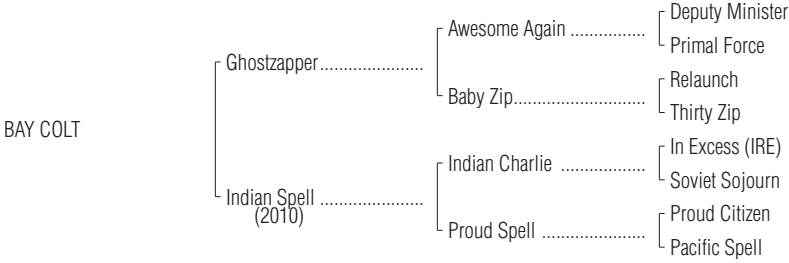 Deputy Minister
Awesome Again ................
Primal Force
Ghostzapper......................
Relaunch
Baby Zip............................
Thirty Zip
BAY COLT
In Excess (IRE)
Indian Charlie ..................
Soviet Sojourn
Indian Spell ......................
(2010)
Proud Citizen
Proud Spell ......................
Pacific Spell